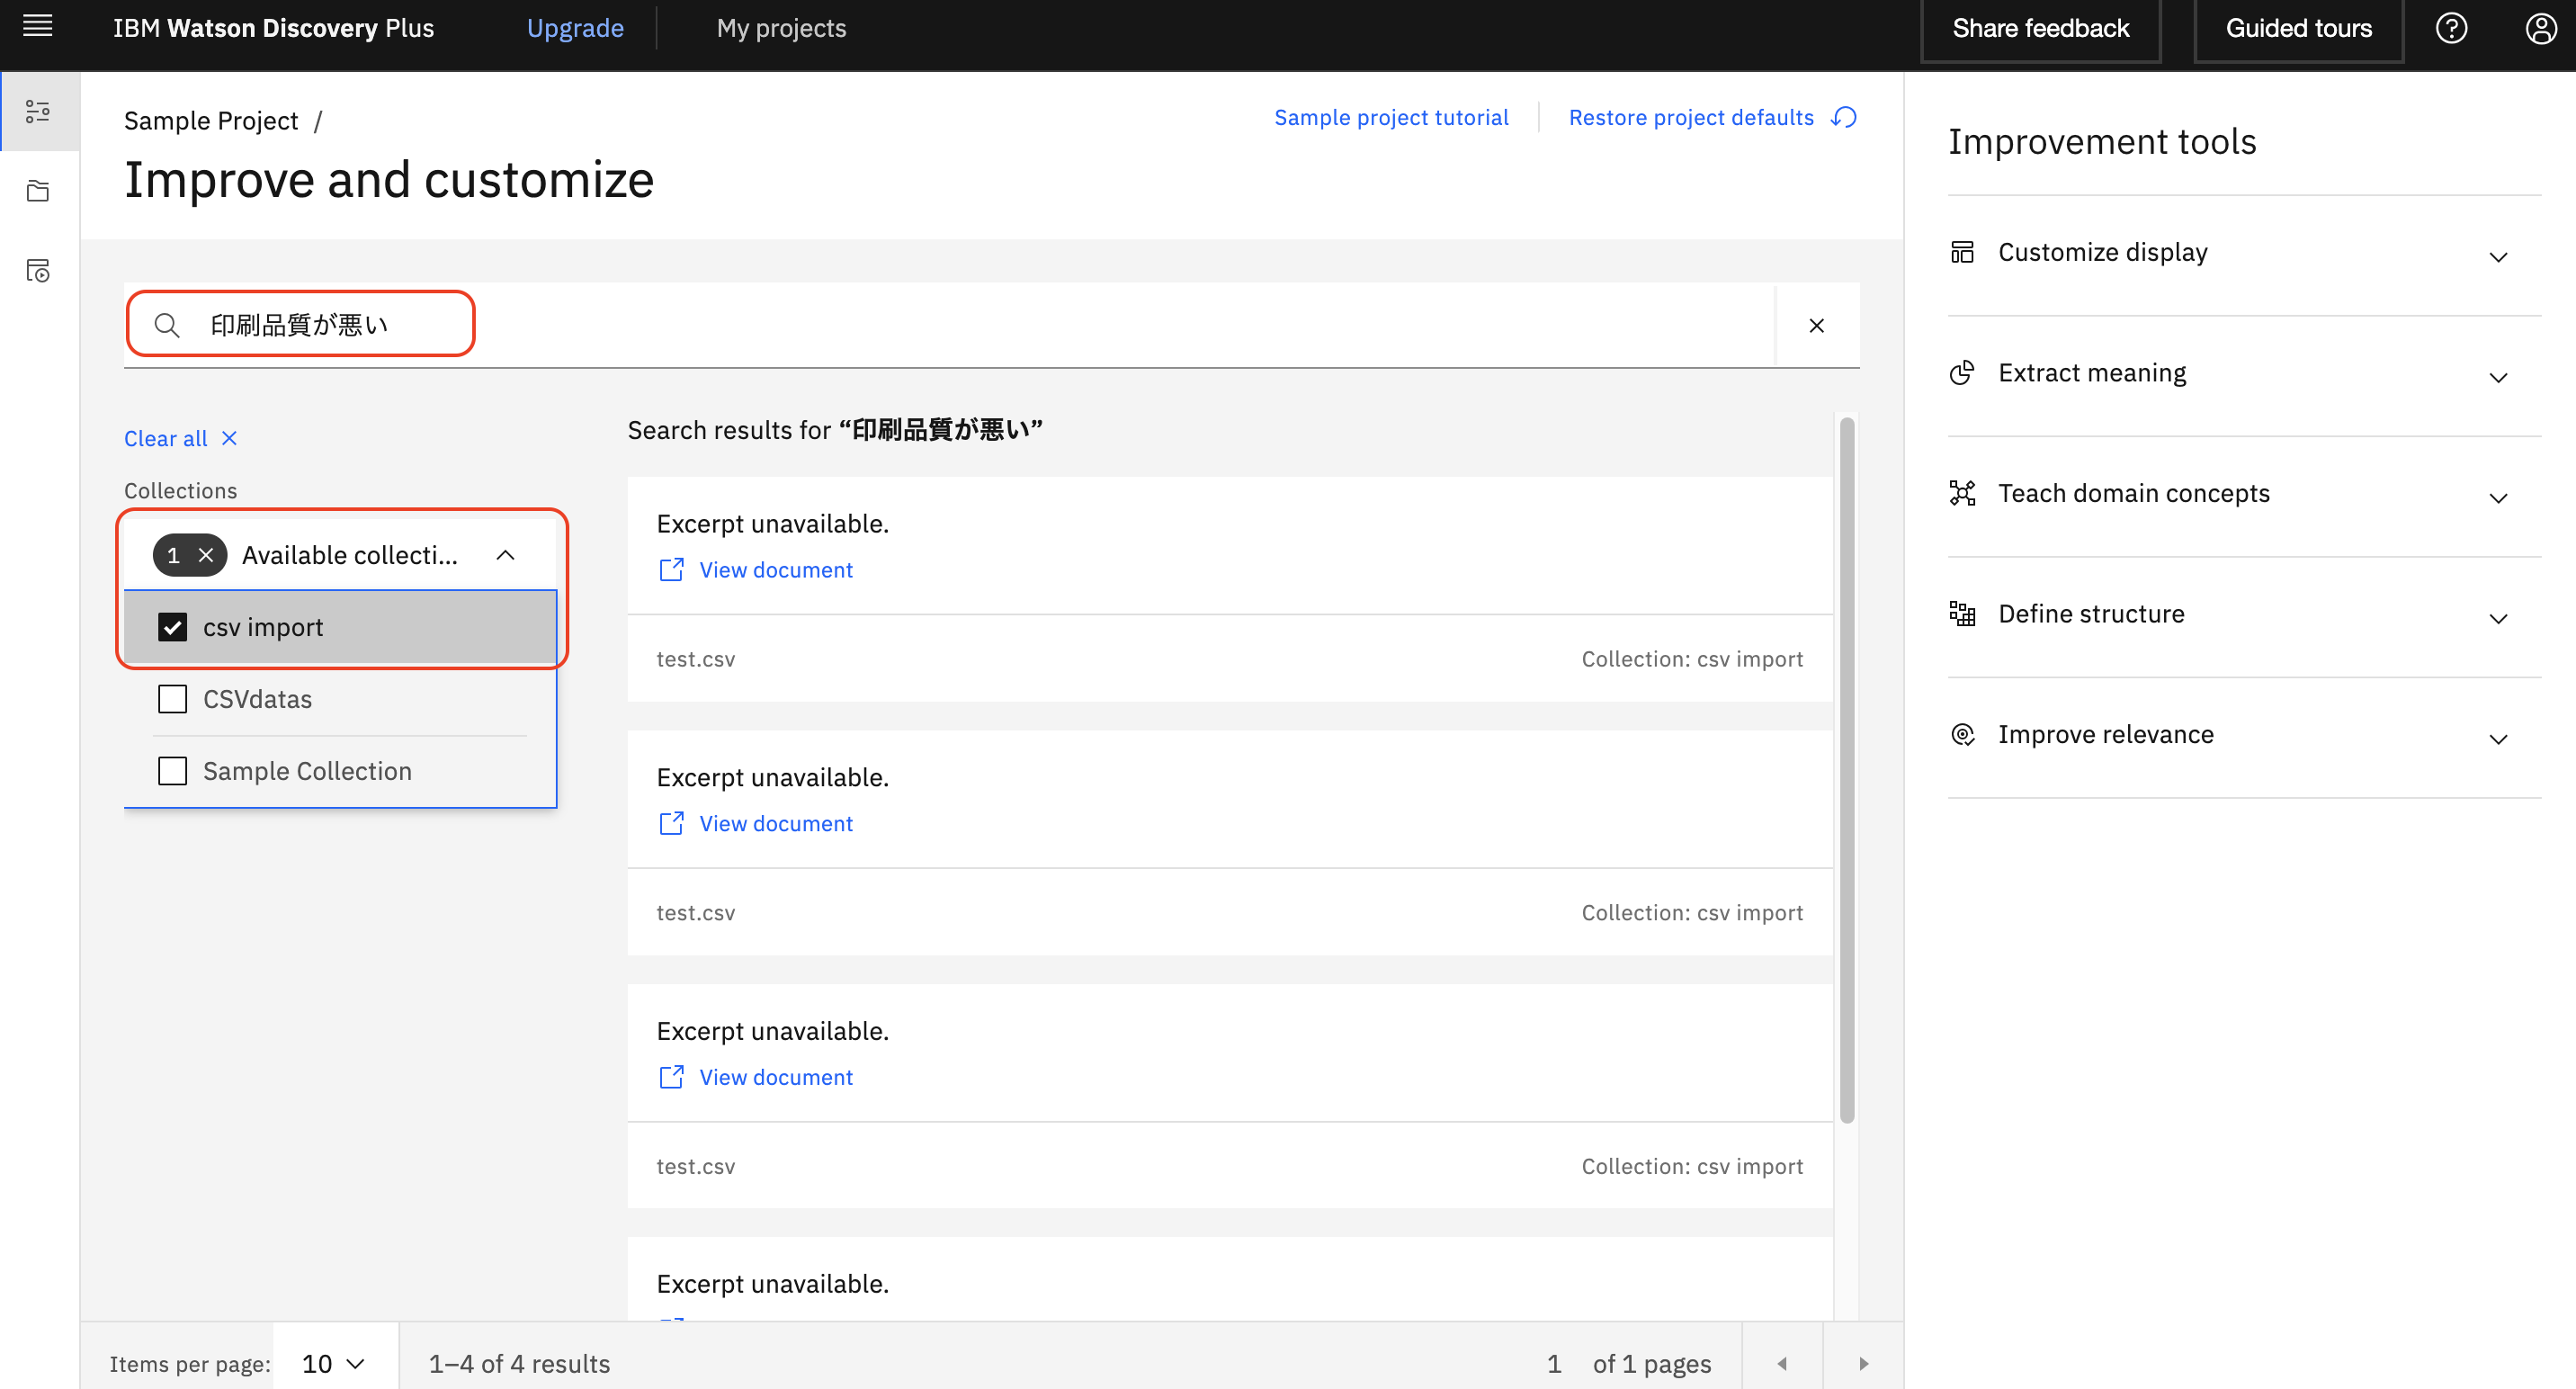 IBM Watson Discovery Plus
Upgrade
My projects
Share feedback
Guided tours
Sample Project /
Sample project tutorial
Restore project defaults
Improve and customize
印刷品質が悪い
Clear all
Collections
1
Available collecti...
csv import
CSVdatas
Sample Collection
Search results for “印刷品質が悪い”
Excerpt unavailable.
View document
test.csv
Collection: csv import
Excerpt unavailable.
View document
test.csv
Collection: csv import
Excerpt unavailable.
View document
test.csv
Collection: csv import
Excerpt unavailable.
Items per page: 10
1–4 of 4 results
1 of 1 pages
Improvement tools
Customize display
Extract meaning
Teach domain concepts
Define structure
Improve relevance